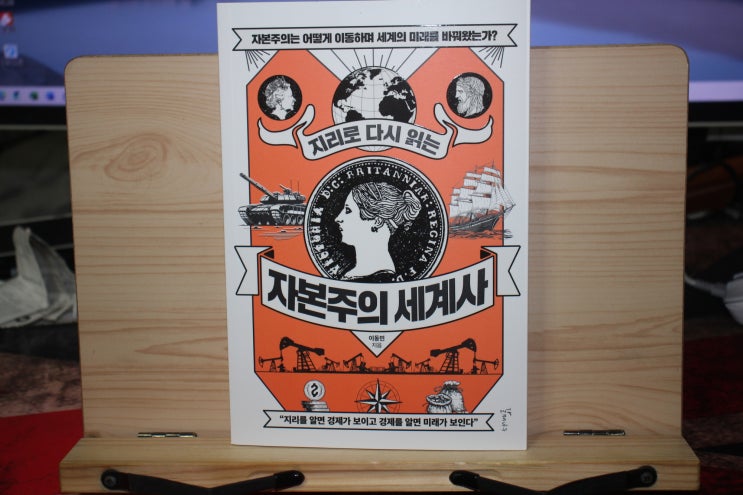 자본주의는 어떻게 이동하며 세계의 미래를 바꿔왔는가?
지리로 다시 읽는
VICTORIA D:G: BRITANNIAR: REGINA F.D.
자본주의 세계사
이동민
지음
"지리를 알면 경제가 보이고 경제를 알면 미래가 보인다"